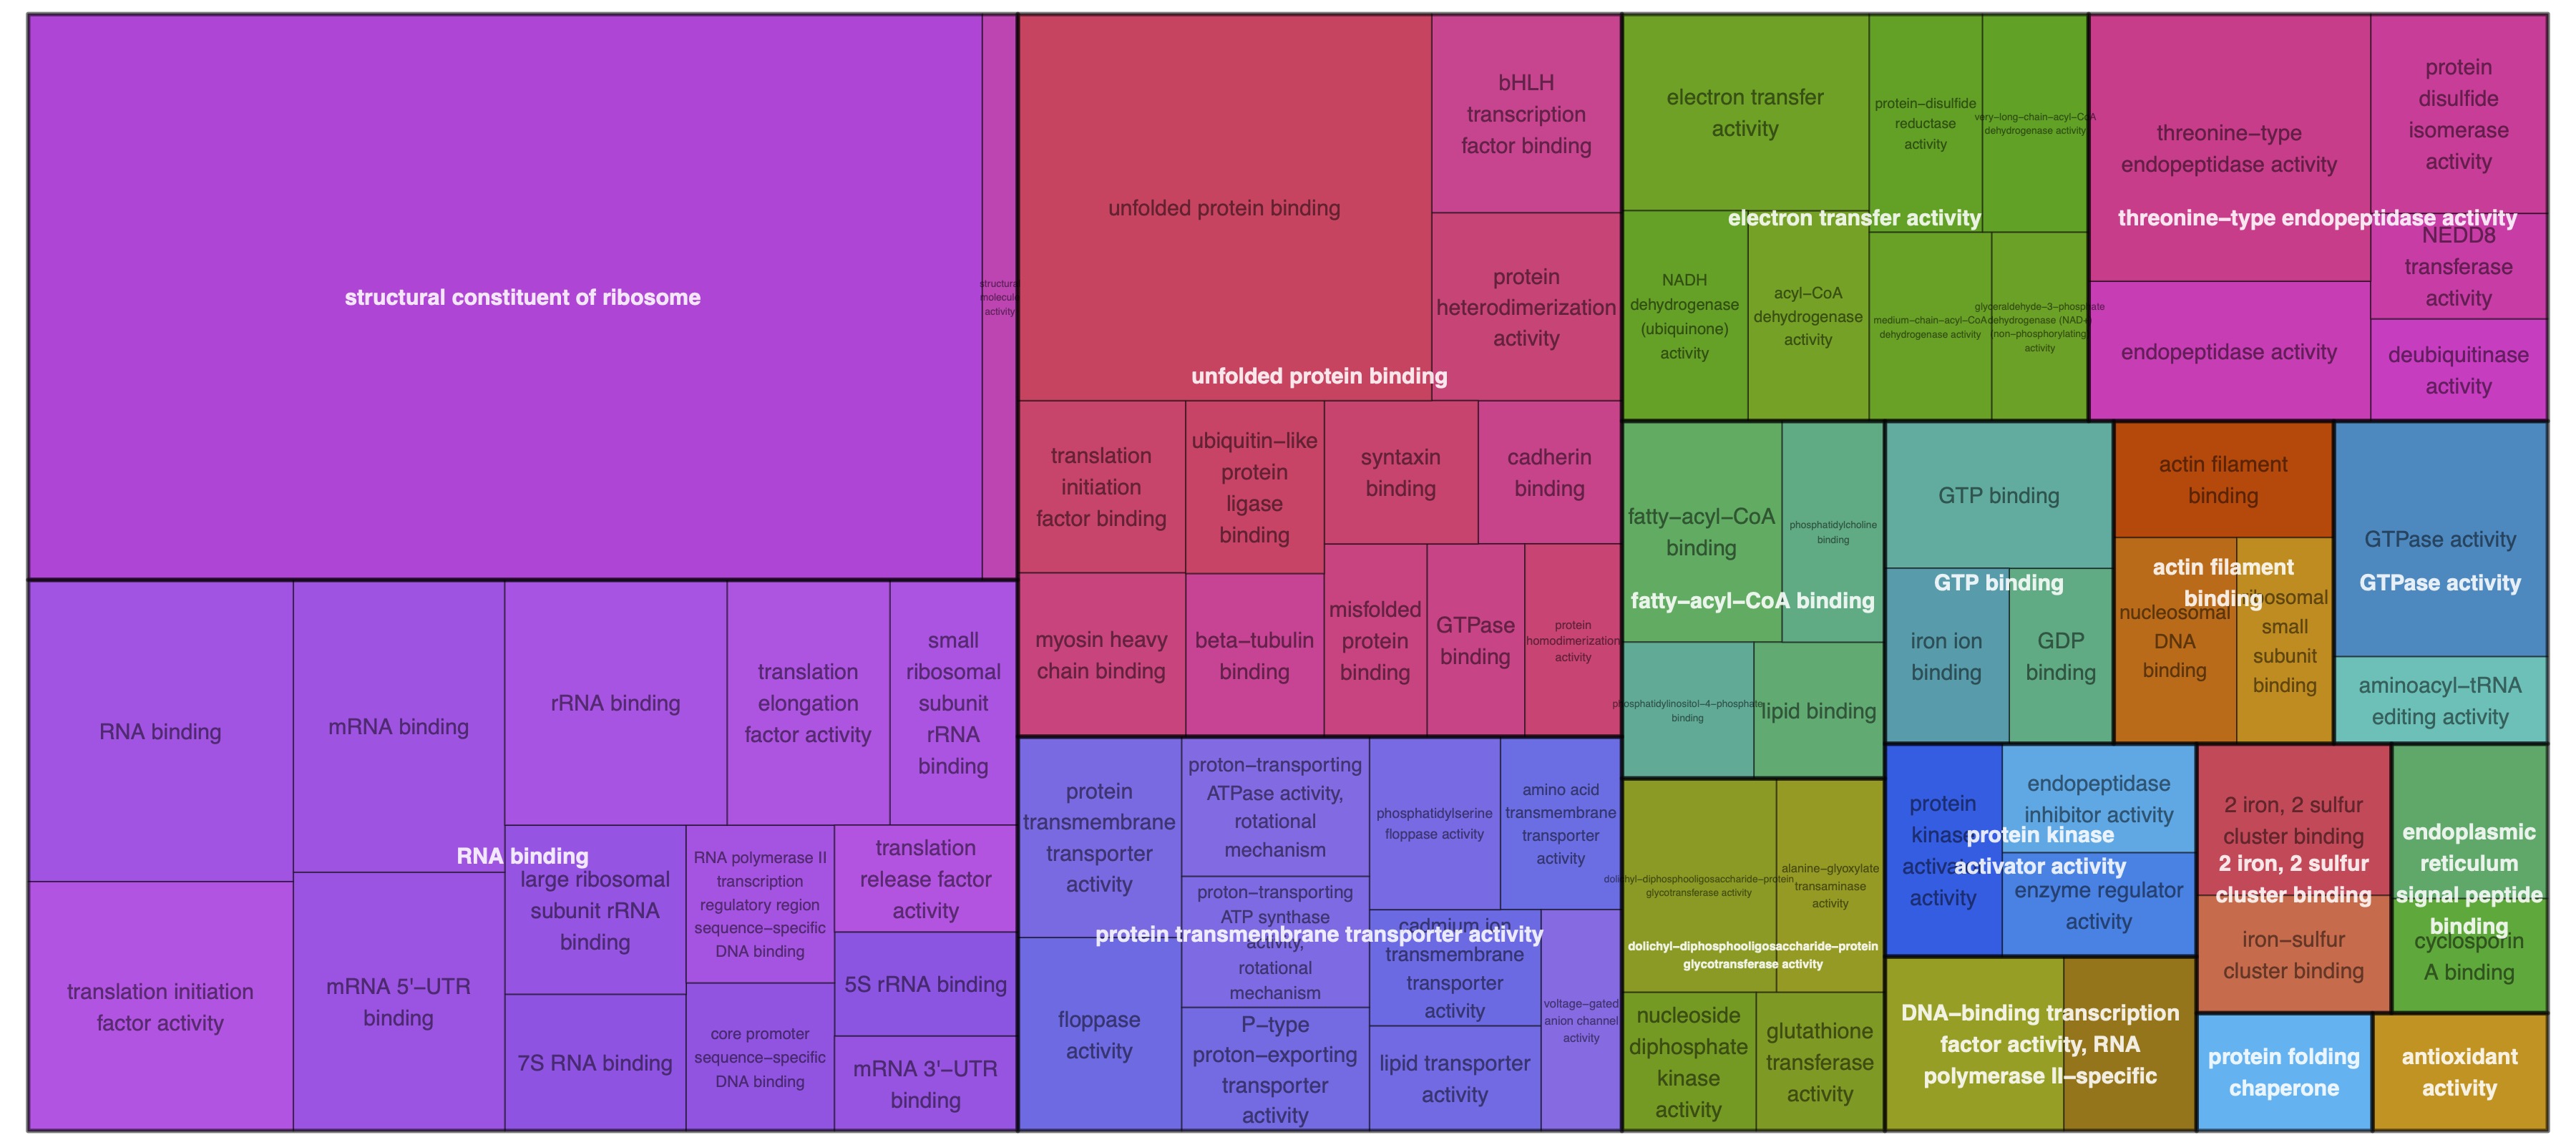 structural constituent of ribosome
structural
molecule
activity
RNA binding
mRNA binding
rRNA binding
translation
elongation
factor activity
small
ribosomal
subunit
rRNA
binding
RNA binding
translation initiation
factor activity
mRNA 5'–UTR
binding
large ribosomal
subunit rRNA
binding
7S RNA binding
RNA polymerase II
transcription
regulatory region
sequence–specific
DNA binding
core promoter
sequence–specific
DNA binding
translation
release factor
activity
5S rRNA binding
mRNA 3'–UTR
binding
unfolded protein binding
bHLH
transcription
factor binding
protein
heterodimerization
activity
unfolded protein binding
translation
initiation
factor binding
ubiquitin–like
protein
ligase
binding
syntaxin
binding
cadherin
binding
myosin heavy
chain binding
beta–tubulin
binding
misfolded
protein
binding
GTPase
binding
protein
homodimerization
activity
protein
transmembrane
transporter
activity
proton–transporting
ATPase activity,
rotational
mechanism
phosphatidylserine
floppase activity
amino acid
transmembrane
transporter
activity
protein transmembrane transporter activity
floppase
activity
proton–transporting
ATP synthase
activity,
rotational
mechanism
P–type
proton–exporting
transporter
activity
cadmium ion
transmembrane
transporter
activity
lipid transporter
activity
voltage–gated
anion channel
activity
electron transfer
activity
protein–disulfide
reductase
activity
very–long–chain–acyl–CoA
dehydrogenase activity
electron transfer activity
NADH
dehydrogenase
(ubiquinone)
activity
acyl–CoA
dehydrogenase
activity
medium–chain–acyl–CoA
dehydrogenase activity
glyceraldehyde–3–phosphate
dehydrogenase (NAD+)
(non–phosphorylating)
activity
threonine–type
endopeptidase activity
protein
disulfide
isomerase
activity
threonine–type endopeptidase activity
NEDD8
transferase
activity
endopeptidase activity
deubiquitinase
activity
fatty–acyl–CoA
binding
phosphatidylcholine
binding
fatty–acyl–CoA binding
phosphatidylinositol–4–phosphate
binding
lipid binding
GTP binding
GTP binding
iron ion
binding
GDP
binding
actin filament
binding
actin filament
binding
nucleosomal
DNA
binding
ribosomal
small
subunit
binding
GTPase activity
GTPase activity
aminoacyl–tRNA
editing activity
dolichyl–diphosphooligosaccharide–protein
glycotransferase activity
alanine–glyoxylate
transaminase
activity
dolichyl–diphosphooligosaccharide–protein
glycotransferase activity
nucleoside
diphosphate
kinase
activity
glutathione
transferase
activity
protein
kinase
activator
activity
endopeptidase
inhibitor activity
protein kinase
activator activity
enzyme regulator
activity
2 iron, 2 sulfur
cluster binding
2 iron, 2 sulfur
cluster binding
iron–sulfur
cluster binding
endoplasmic
reticulum
signal peptide
binding
cyclosporin
A binding
DNA–binding transcription
factor activity, RNA
polymerase II–specific
protein folding
chaperone
antioxidant
activity